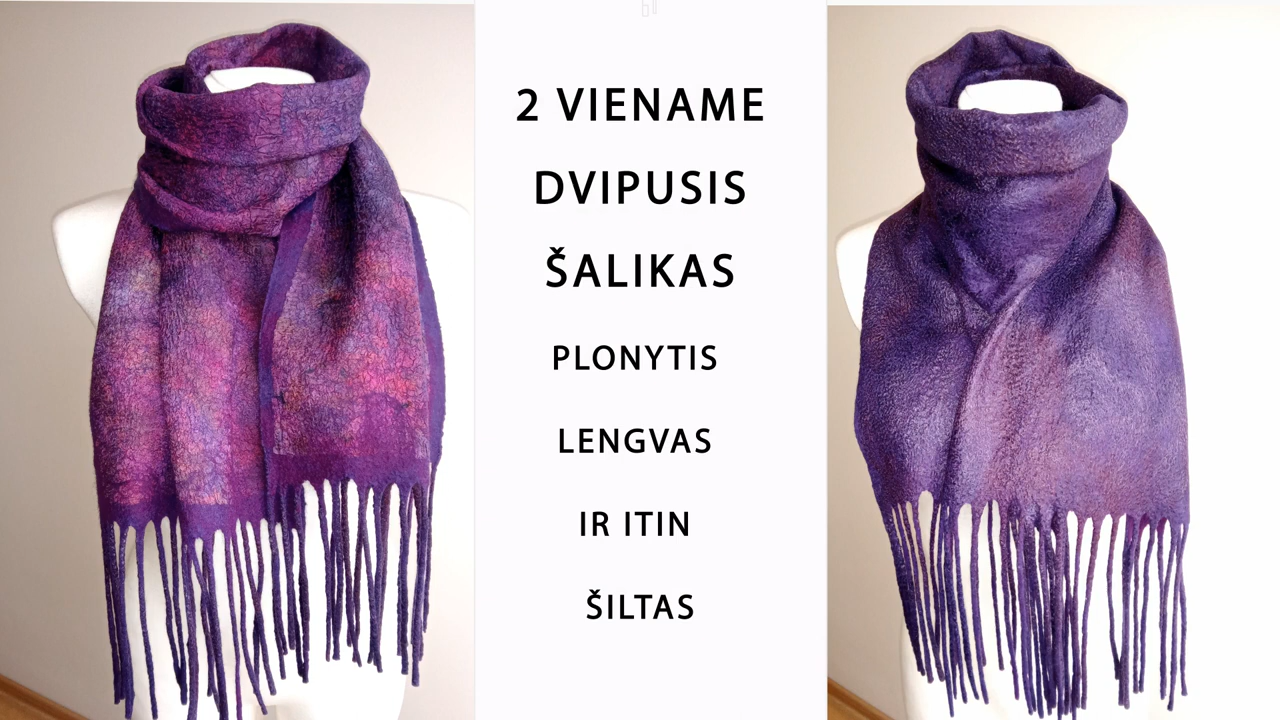 2 VIENAME
DVIPUSIS
ŠALIKAS
PLONYTIS
LENGVAS
IR ITIN
ŠILTAS